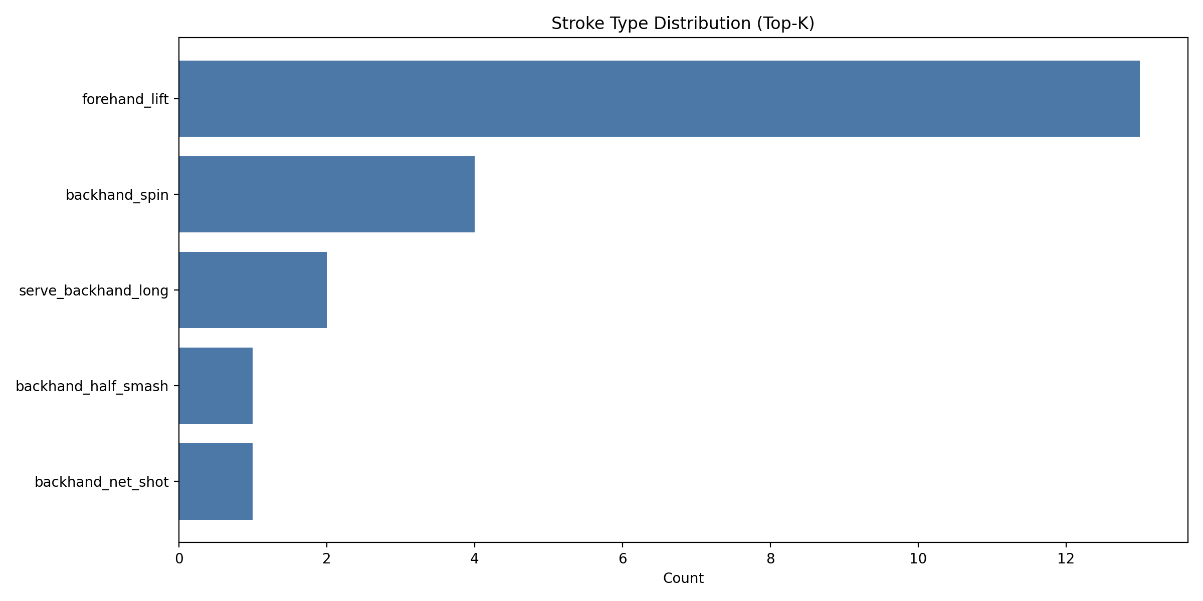 Stroke Type Distribution (Top-K)
forehand_lift
backhand_spin
serve_backhand_long
backhand_half_smash
backhand_net_shot
0 2 4 6 8 10 12
Count